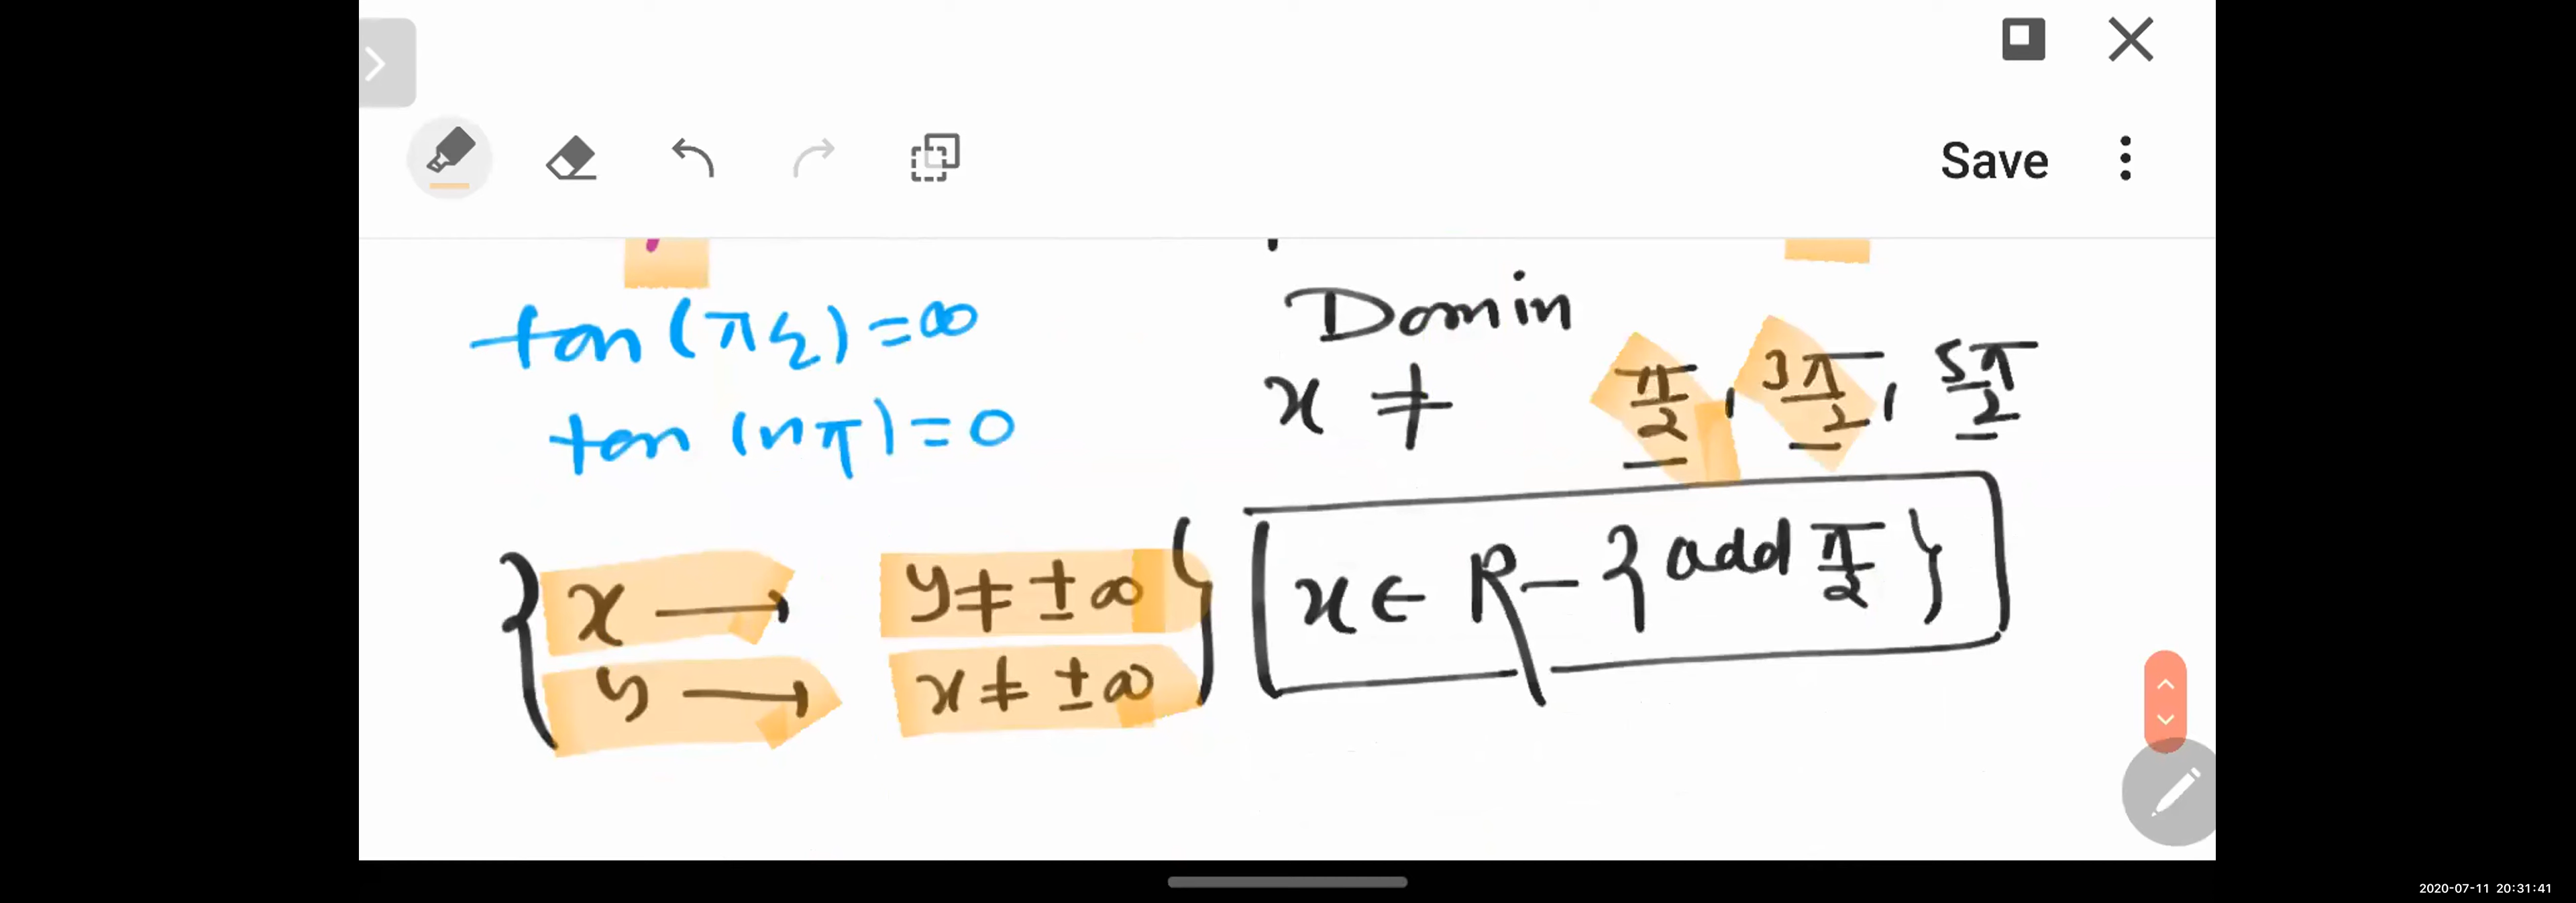 Save
tan (π/2) = ∞
tan (nπ) = 0
{ x → y ≠ ± ∞
y → x ≠ ± ∞ }
Domin
x ≠ π/2, 3π/2, 5π/2
[x ∈ R - { add π/2 }]
2020-07-11 20:31:41